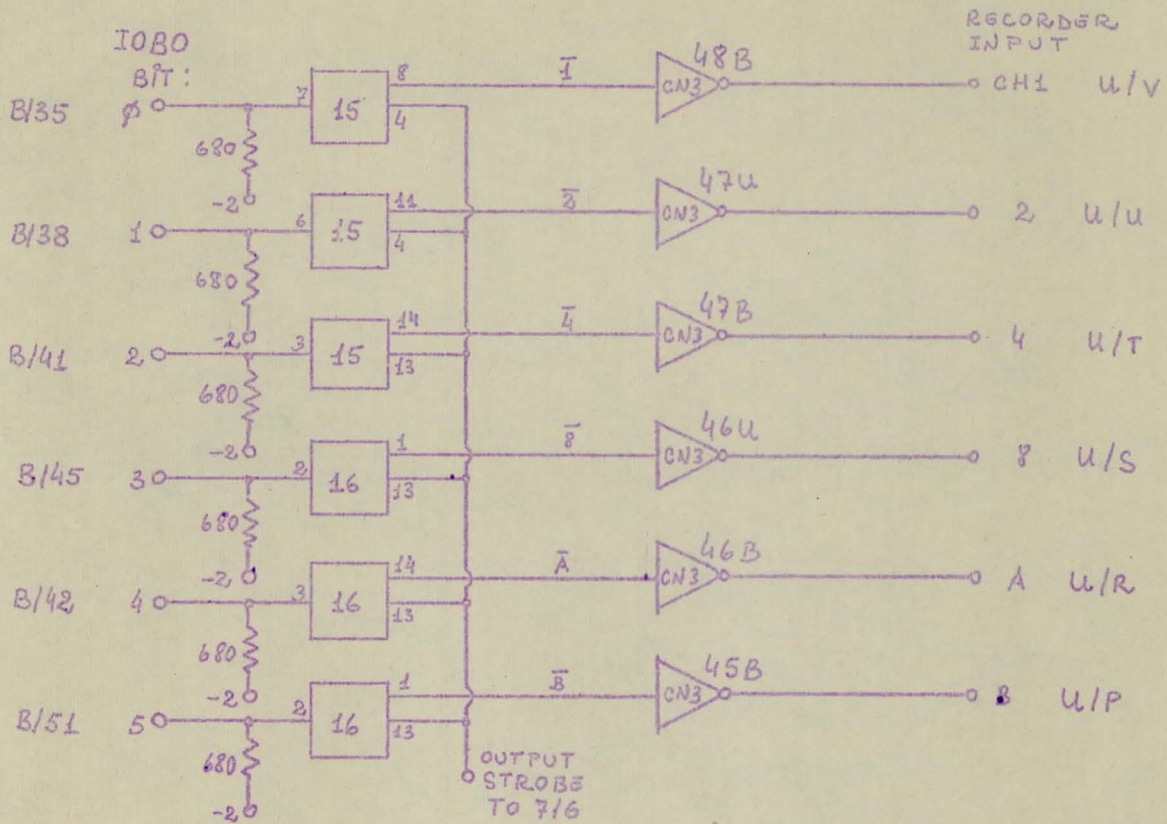 RECORDER
INPUT
IOBO
BIT:
B/35 ϕ 7 15 8 4 1̅ 48B CN3 CH1 U/V
680
-2
B/38 1 6 15 11 4 2̅ 47U CN3 2 U/U
680
-2
B/41 2 3 15 14 13 4̅ 47B CN3 4 U/T
680
-2
B/45 3 2 16 1 13 8̅ 46U CN3 8 U/S
680
-2
B/42 4 3 16 14 13 A̅ 46B CN3 A U/R
680
-2
B/51 5 2 16 1 13 B̅ 45B CN3 B U/P
680
-2
OUTPUT
STROBE
TO 7/6